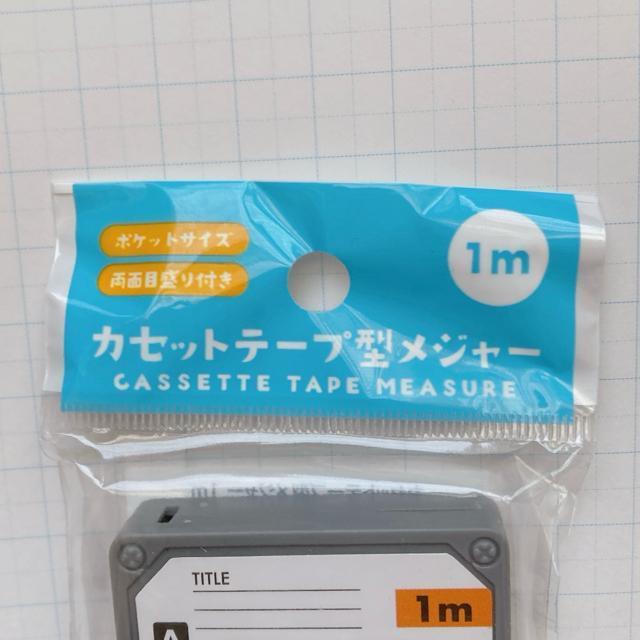 ポケットサイズ
両面目盛り付き
1m
カセットテープ型メジャー
CASSETTE TAPE MEASURE
TITLE
1m
A